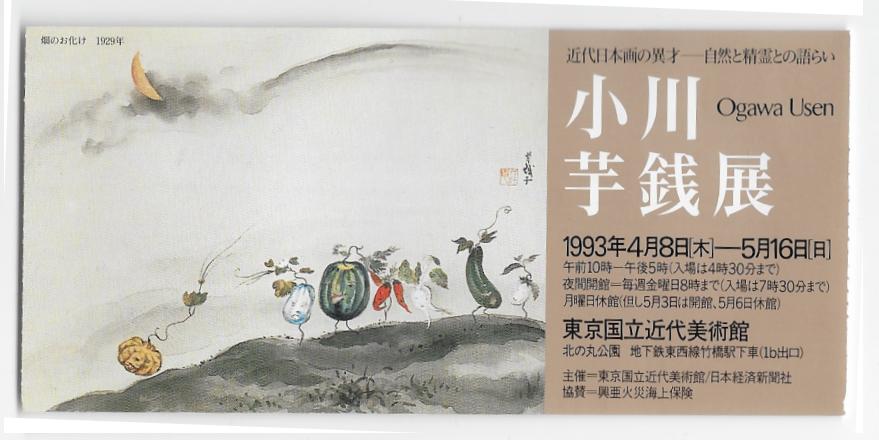 畑のお化け 1929年
近代日本画の異才──自然と精霊との語らい
小川
Ogawa Usen
芋銭展
1993年4月8日[木]―5月16日[日]
午前10時―午後5時(入場は4時30分まで)
夜間開館=毎週金曜日8時まで(入場は7時30分まで)
月曜日休館(但し5月3日は開館、5月6日休館)
東京国立近代美術館
北の丸公園 地下鉄東西線竹橋駅下車(1b出口)
主催=東京国立近代美術館/日本経済新聞社
協賛=興亜火災海上保険